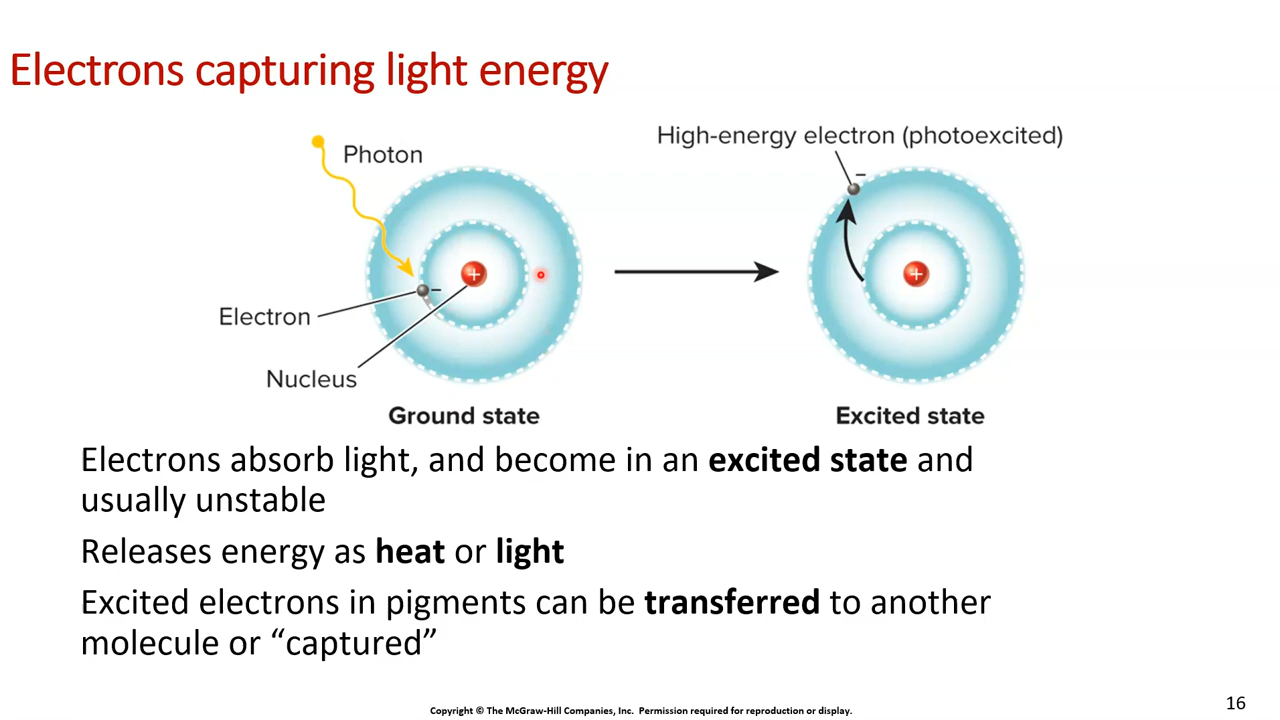 Electrons capturing light energy
High-energy electron (photoexcited)
Photon
–
+
–
+
Electron
Nucleus
Ground state
Excited state
Electrons absorb light, and become in an excited state and
usually unstable
Releases energy as heat or light
Excited electrons in pigments can be transferred to another
molecule or “captured”
16
Copyright © The McGraw-Hill Companies, Inc. Permission required for reproduction or display.